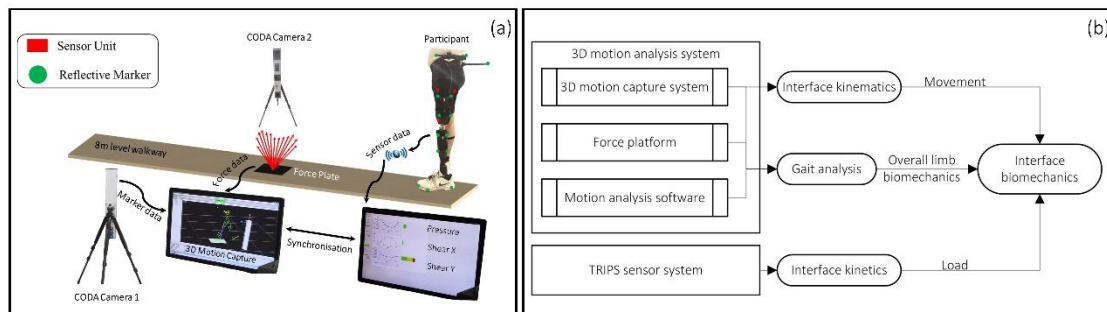 (a)
Sensor Unit
Reflective Marker
CODA Camera 2
Participant
8m level walkway
Sensor data
Force data
Force Plate
Marker data
3D Motion Capture
Synchronisation
Pressure
Shear X
Shear Y
CODA Camera 1
(b)
3D motion analysis system
3D motion capture system
Force platform
Motion analysis software
TRIPS sensor system
Interface kinematics
Movement
Gait analysis
Overall limb
biomechanics
Interface
biomechanics
Interface kinetics
Load